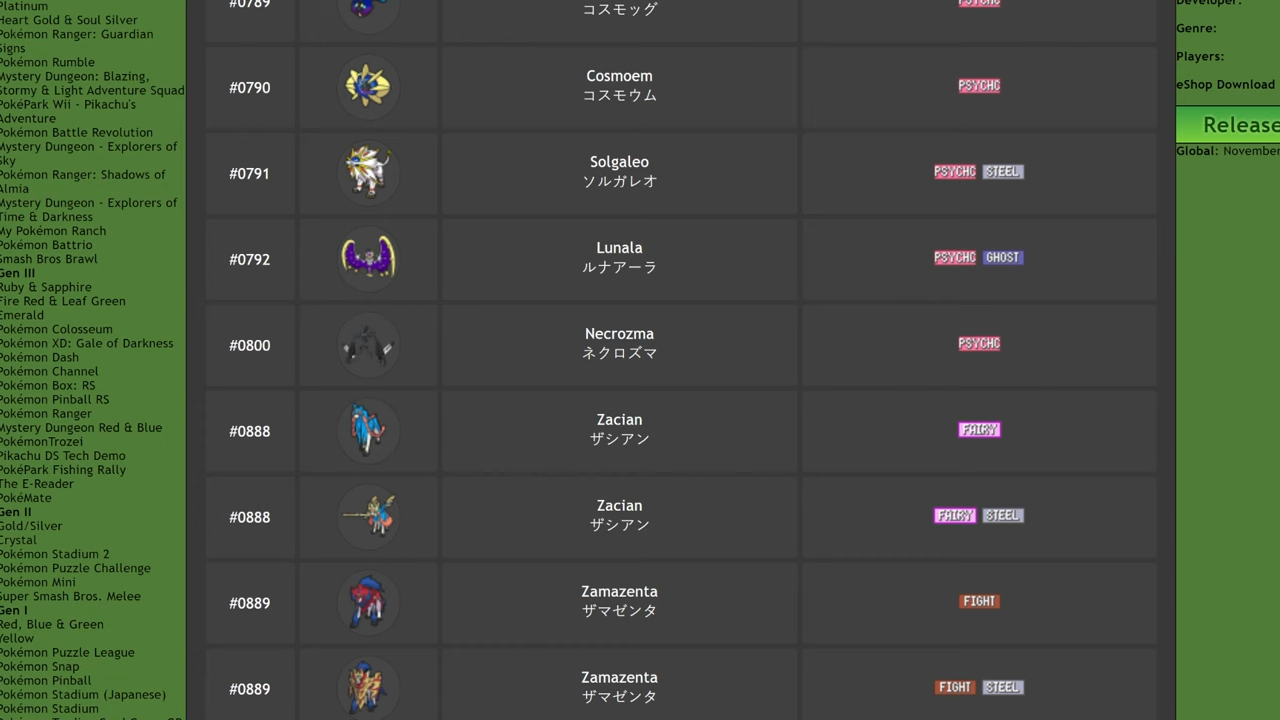 Platinum
Heart Gold & Soul Silver
Pokémon Ranger: Guardian
Signs
Pokémon Rumble
Mystery Dungeon: Blazing,
Stormy & Light Adventure Squad
PokéPark Wii - Pikachu's
Adventure
Pokémon Battle Revolution
Mystery Dungeon - Explorers of
Sky
Pokémon Ranger: Shadows of
Almia
Mystery Dungeon - Explorers of
Time & Darkness
My Pokémon Ranch
Pokémon Battrio
Smash Bros Brawl
Gen III
Ruby & Sapphire
Fire Red & Leaf Green
Emerald
Pokémon Colosseum
Pokémon XD: Gale of Darkness
Pokémon Dash
Pokémon Channel
Pokémon Box: RS
Pokémon Pinball RS
Pokémon Ranger
Mystery Dungeon Red & Blue
PokémonTrozei
Pikachu DS Tech Demo
PokéPark Fishing Rally
The E-Reader
PokéMate
Gen II
Gold/Silver
Crystal
Pokémon Stadium 2
Pokémon Puzzle Challenge
Pokémon Mini
Super Smash Bros. Melee
Gen I
Red, Blue & Green
Yellow
Pokémon Puzzle League
Pokémon Snap
Pokémon Pinball
Pokémon Stadium (Japanese)
Pokémon Stadium
#0789
コスモッグ
PSYCHC
#0790
Cosmoem
コスモウム
PSYCHC
#0791
Solgaleo
ソルガレオ
PSYCHC STEEL
#0792
Lunala
ルナアーラ
PSYCHC GHOST
#0800
Necrozma
ネクロズマ
PSYCHC
#0888
Zacian
ザシアン
FAIRY
#0888
Zacian
ザシアン
FAIRY STEEL
#0889
Zamazenta
ザマゼンタ
FIGHT
#0889
Zamazenta
ザマゼンタ
FIGHT STEEL
Developer:
Genre:
Players:
eShop Download
Release
Global: November